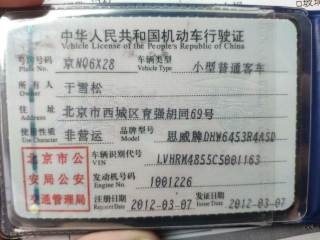 中华人民共和国机动车行驶证
Vehicle License of the People's Republic of China
号牌号码 京NQ6X28 车辆类型 小型普通客车
Plate No. Vehicle Type
所有人 于雪松
Owner
住址 北京市西城区育强胡同69号
Address
使用性质 非营运 品牌型号 思威牌DHW6453R4ASD
Use Character Model
北京市公
安局公安
交通管理局
车辆识别代号 LVHRM4855C5001163
VIN
发动机号码 1001226
Engine No.
注册日期 2012-03-07 发证日期 2012-03-07
Register Date Issue Date